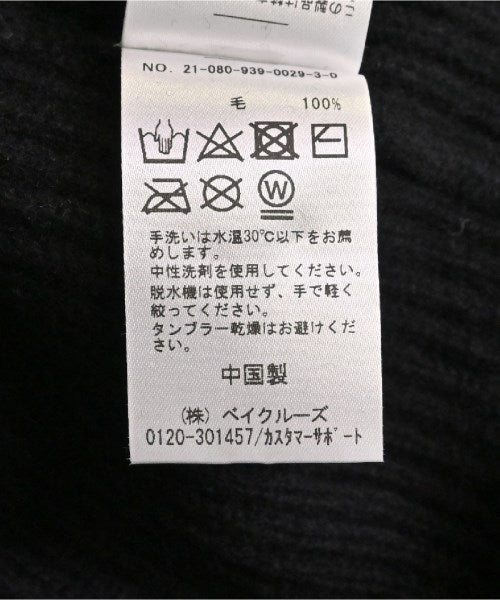 この製品は
NO. 21-080-939-0029-3-0
毛 100%
W
手洗いは水温30℃以下をお薦
めします。
中性洗剤を使用してください。
脱水機は使用せず、手で軽く
絞ってください。
タンブラー乾燥はお避けくだ
さい。
中国製
(株) ベイクルーズ
0120-301457/カスタマーサポート